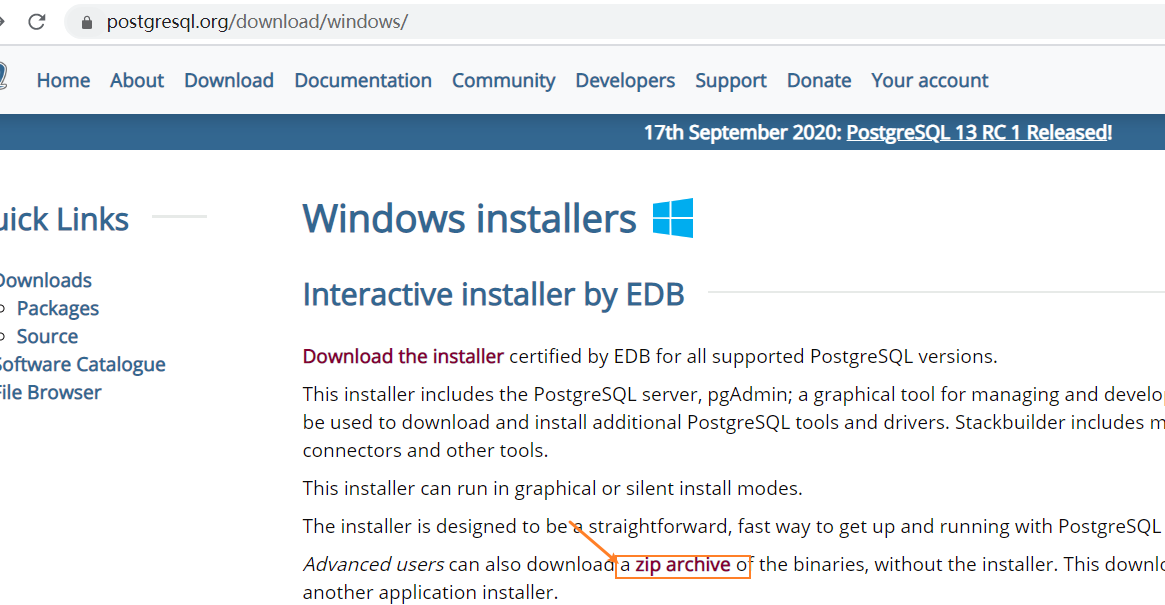 postgresql.org/download/windows/
Home About Download Documentation Community Developers Support Donate Your account
17th September 2020: PostgreSQL 13 RC 1 Released!
Links
Windows installers
Interactive installer by EDB
Downloads
Packages
Source
Software Catalogue
File Browser
Download the installer certified by EDB for all supported PostgreSQL versions.
This installer includes the PostgreSQL server, pgAdmin; a graphical tool for managing and
be used to download and install additional PostgreSQL tools and drivers. Stackbuilder includes
connectors and other tools.
This installer can run in graphical or silent install modes.
The installer is designed to be a straightforward, fast way to get up and running with PostgreSQL
Advanced users can also download a zip archive of the binaries, without the installer. This
another application installer.